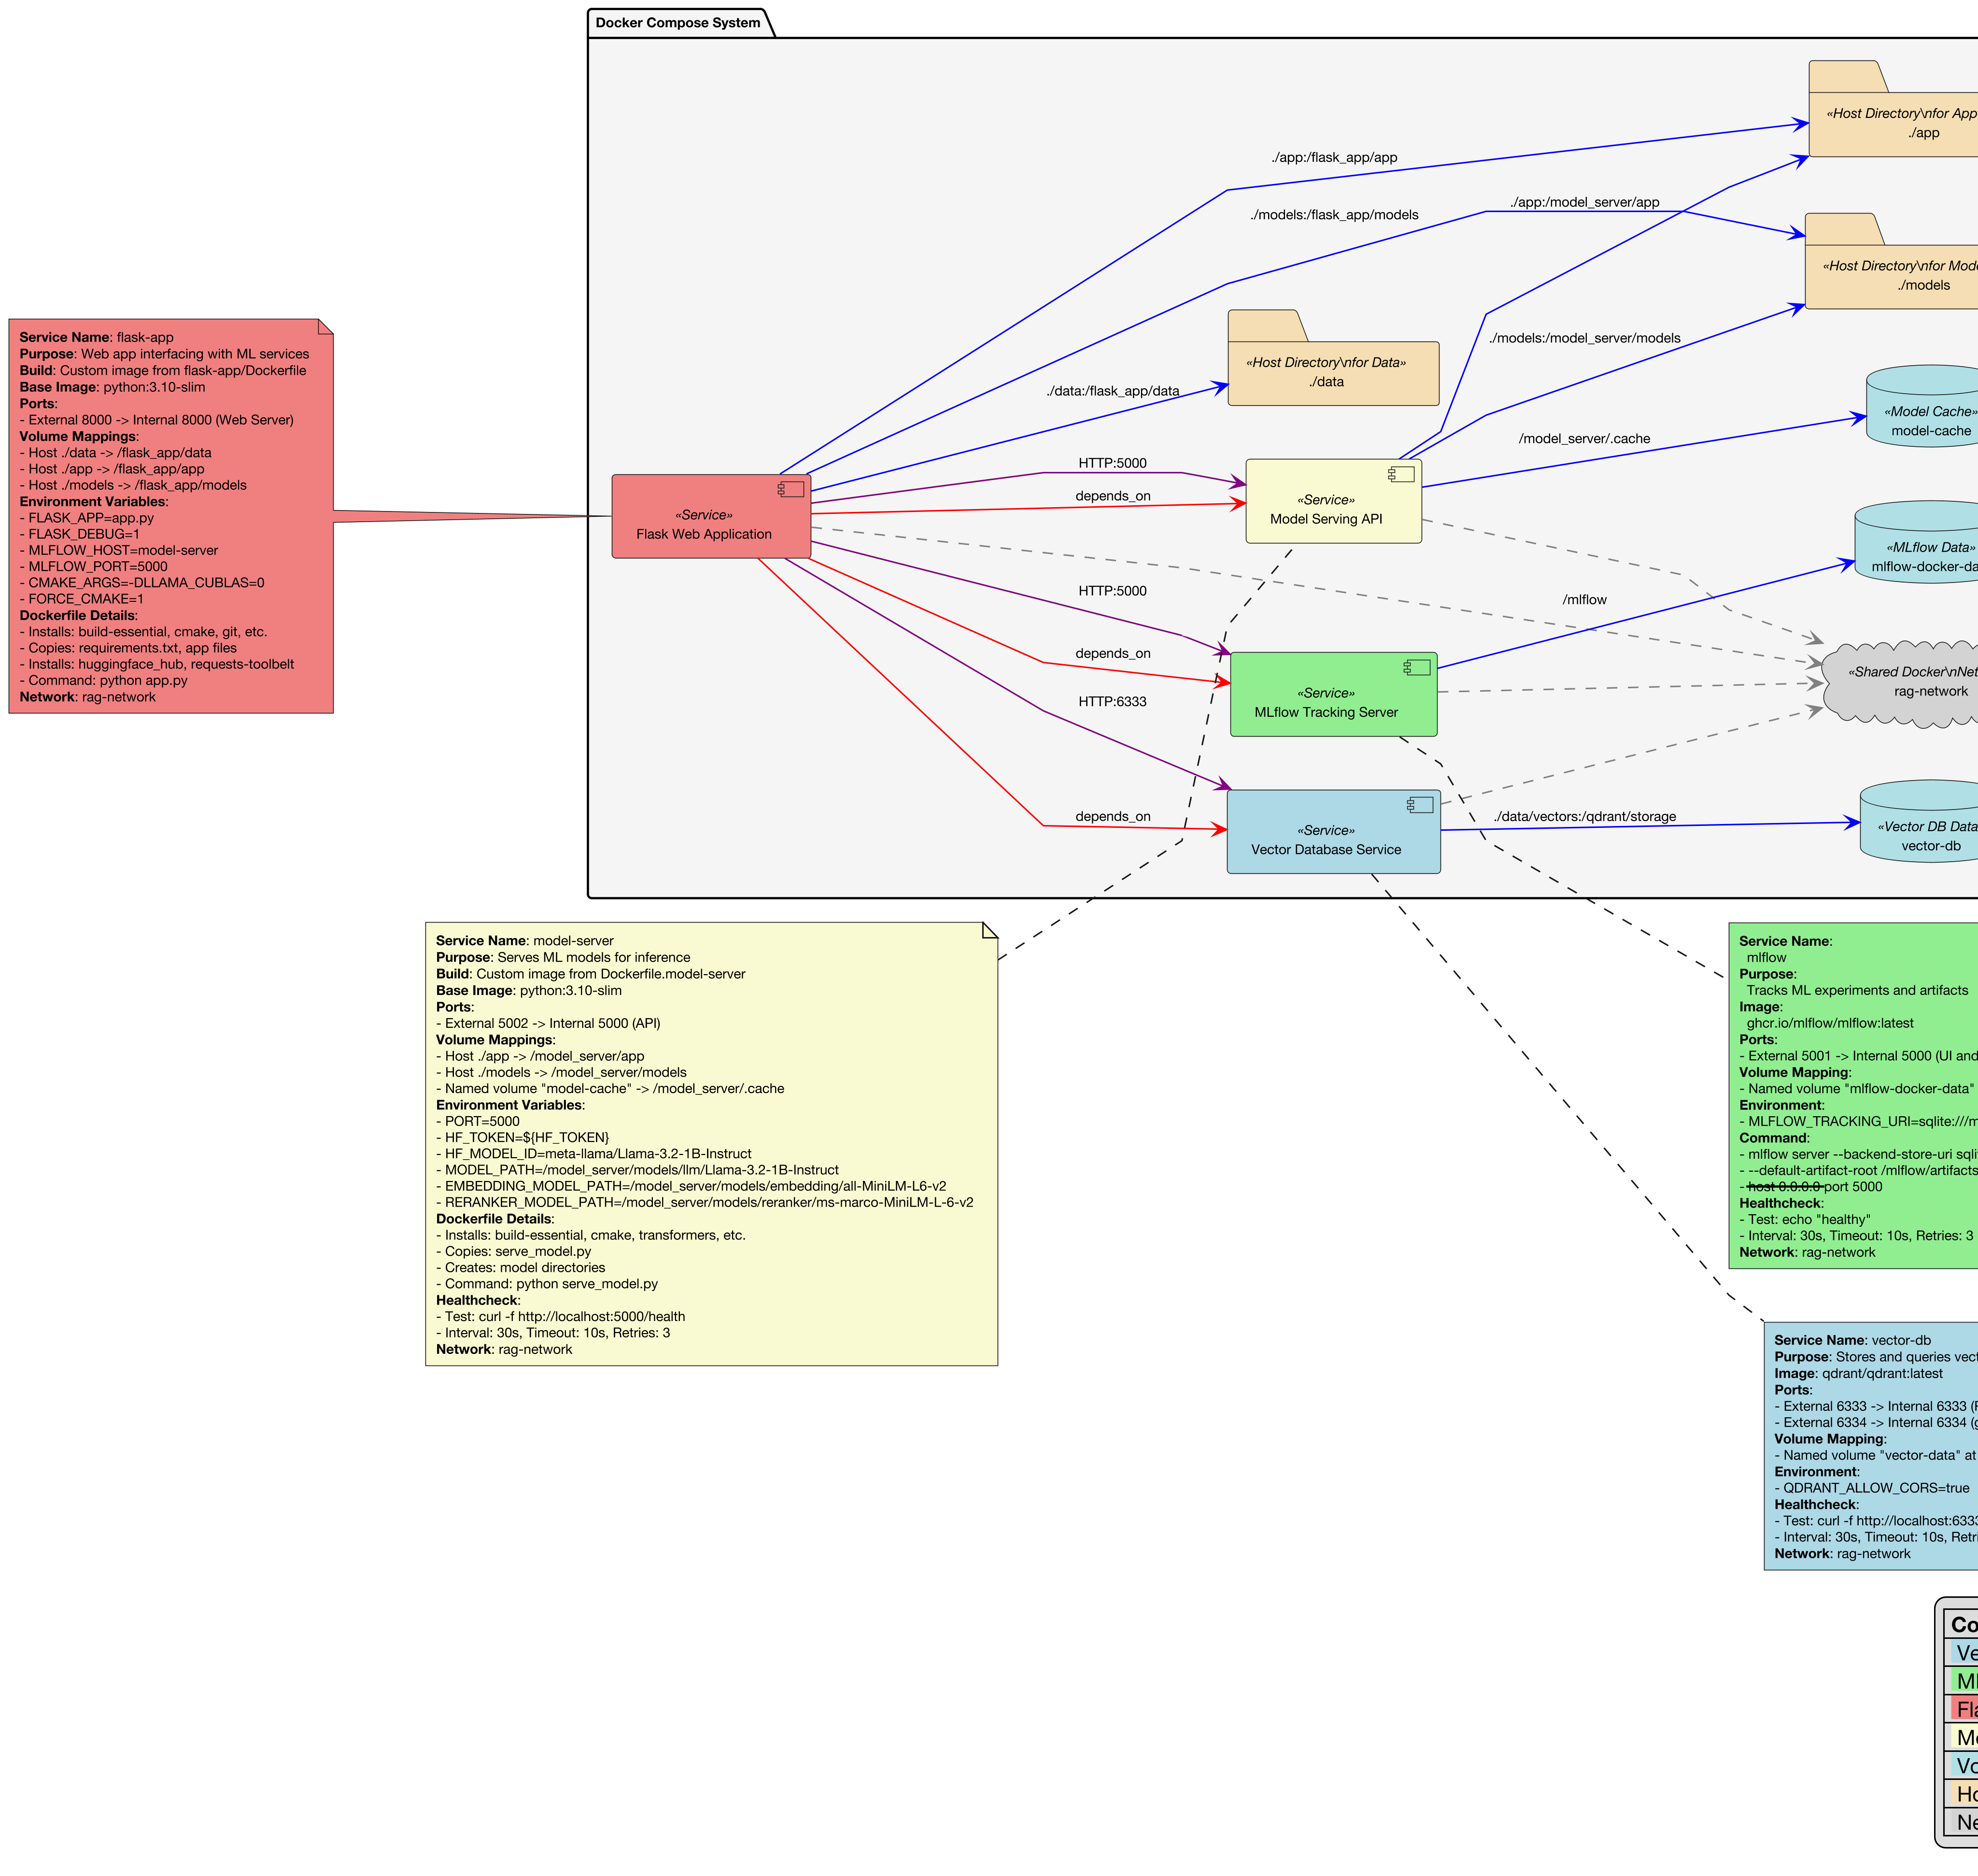 Docker Compose System
«Host Directory\nfor App
./app
./app:/flask_app/app
./models:/flask_app/models
./app:/model_server/app
«Host Directory\nfor
./models
./models:/model_server/models
«Host Directory\nfor Data»
./data
./data:/flask_app/data
/model_server/.cache
«Model Cache»
model-cache
HTTP:5000
depends_on
«Service»
Flask Web Application
«Service»
Model Serving API
«MLflow Data»
HTTP:5000
/mlflow
depends_on
«Service»
MLflow Tracking Server
«Shared
rag-network
HTTP:6333
depends_on
«Service»
Vector Database Service
./data/vectors:/qdrant/storage
«Vector DB Data
vector-db
Service Name: flask-app
Purpose: Web app interfacing with ML services
Build: Custom image from flask-app/Dockerfile
Base Image: python:3.10-slim
Ports:
- External 8000 -> Internal 8000 (Web Server)
Volume Mappings:
- Host ./data -> /flask_app/data
- Host ./app -> /flask_app/app
- Host ./models -> /flask_app/models
Environment Variables:
- FLASK_APP=app.py
- FLASK_DEBUG=1
- MLFLOW_HOST=model-server
- MLFLOW_PORT=5000
- CMAKE_ARGS=-DLLAMA_CUBLAS=0
- FORCE_CMAKE=1
Dockerfile Details:
- Installs: build-essential, cmake, git, etc.
- Copies: requirements.txt, app files
- Installs: huggingface_hub, requests-toolbelt
- Command: python app.py
Network: rag-network
Service Name: model-server
Purpose: Serves ML models for inference
Build: Custom image from Dockerfile.model-server
Base Image: python:3.10-slim
Ports:
- External 5002 -> Internal 5000 (API)
Volume Mappings:
- Host ./app -> /model_server/app
- Host ./models -> /model_server/models
- Named volume "model-cache" -> /model_server/.cache
Environment Variables:
- PORT=5000
- HF_TOKEN=${HF_TOKEN}
- HF_MODEL_ID=meta-llama/Llama-3.2-1B-Instruct
- MODEL_PATH=/model_server/models/llm/Llama-3.2-1B-Instruct
- EMBEDDING_MODEL_PATH=/model_server/models/embedding/all-MiniLM-L6-v2
- RERANKER_MODEL_PATH=/model_server/models/reranker/ms-marco-MiniLM-L-6-v2
Dockerfile Details:
- Installs: build-essential, cmake, transformers, etc.
- Copies: serve_model.py
- Creates: model directories
- Command: python serve_model.py
Healthcheck:
- Test: curl -f http://localhost:5000/health
- Interval: 30s, Timeout: 10s, Retries: 3
Network: rag-network
Service Name:
mlflow
Purpose:
Tracks ML experiments and artifacts
Image:
ghcr.io/mlflow/mlflow:latest
Ports:
- External 5001 -> Internal 5000 (UI and
Volume Mapping:
- Named volume "mlflow-docker-data"
Environment:
- MLFLOW_TRACKING_URI=sqlite:///
Command:
- mlflow server --backend-store-uri
- --default-artifact-root /mlflow/artifacts
- host 0.0.0.0 port 5000
Healthcheck:
- Test: echo "healthy"
- Interval: 30s, Timeout: 10s, Retries: 3
Network: rag-network
Service Name: vector-db
Purpose: Stores and queries
Image: qdrant/qdrant:latest
Ports:
- External 6333 -> Internal 6333
- External 6334 -> Internal 6334
Volume Mapping:
- Named volume "vector-data" at
Environment:
- QDRANT_ALLOW_CORS=true
Healthcheck:
- Test: curl -f http://localhost:6333
- Interval: 30s, Timeout: 10s,
Network: rag-network